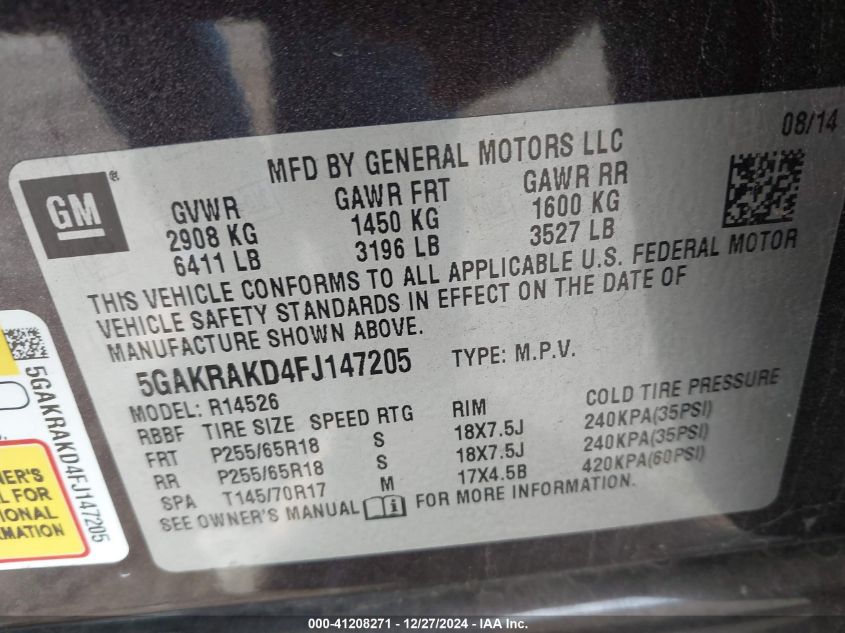 08/14
MFD BY GENERAL MOTORS LLC
GM®
GVWR GAWR FRT GAWR RR
2908 KG 1450 KG 1600 KG
6411 LB 3196 LB 3527 LB
THIS VEHICLE CONFORMS TO ALL APPLICABLE U.S. FEDERAL MOTOR
VEHICLE SAFETY STANDARDS IN EFFECT ON THE DATE OF
MANUFACTURE SHOWN ABOVE.
5GAKRAKD4FJ147205 TYPE: M.P.V.
MODEL: R14526
RBBF TIRE SIZE SPEED RTG RIM COLD TIRE PRESSURE
FRT P255/65R18 S 18X7.5J 240KPA(35PSI)
RR P255/65R18 S 18X7.5J 240KPA(35PSI)
SPA T145/70R17 M 17X4.5B 420KPA(60PSI)
SEE OWNER'S MANUAL FOR MORE INFORMATION.
5GAKRAKD4FJ147205
NER'S
L FOR
IONAL
MATION
000-41208271 - 12/27/2024 - IAA Inc.